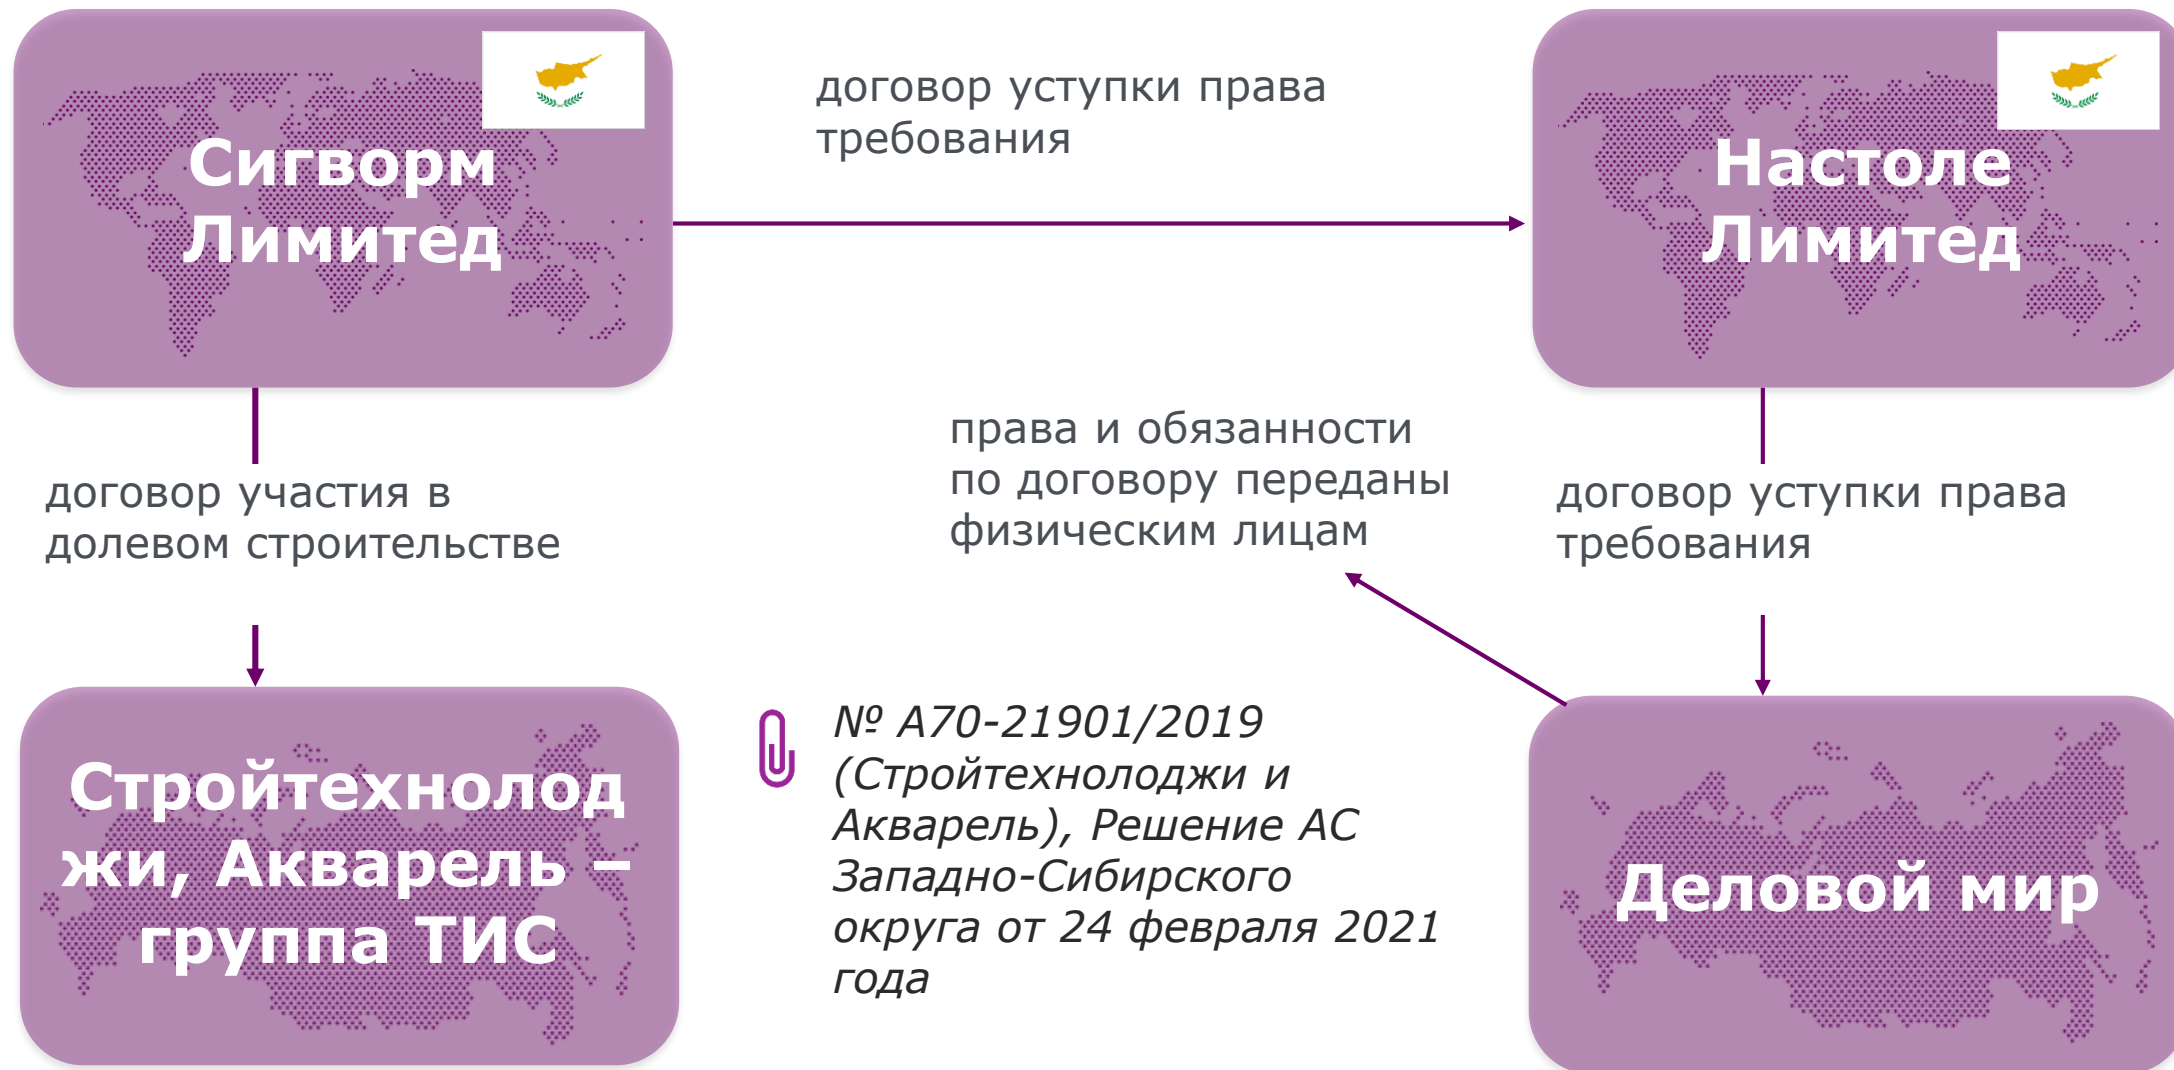 Сигворм
Лимитед
договор уступки права
требования
Настоле
Лимитед
договор участия в
долевом строительстве
права и обязанности
по договору переданы
физическим лицам
договор уступки права
требования
Стройтехнолод
жи, Акварель –
группа ТИС
№ А70-21901/2019
(Стройтехнолоджи и
Акварель), Решение АС
Западно-Сибирского
округа от 24 февраля 2021
года
Деловой мир